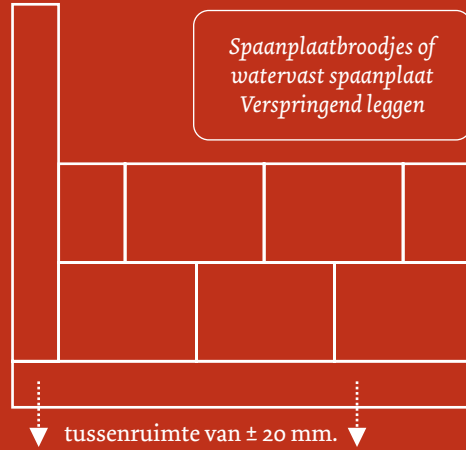 Spaanplaatbroodjes of
watervast spaanplaat
Verspringend leggen
tussenruimte van ± 20 mm.